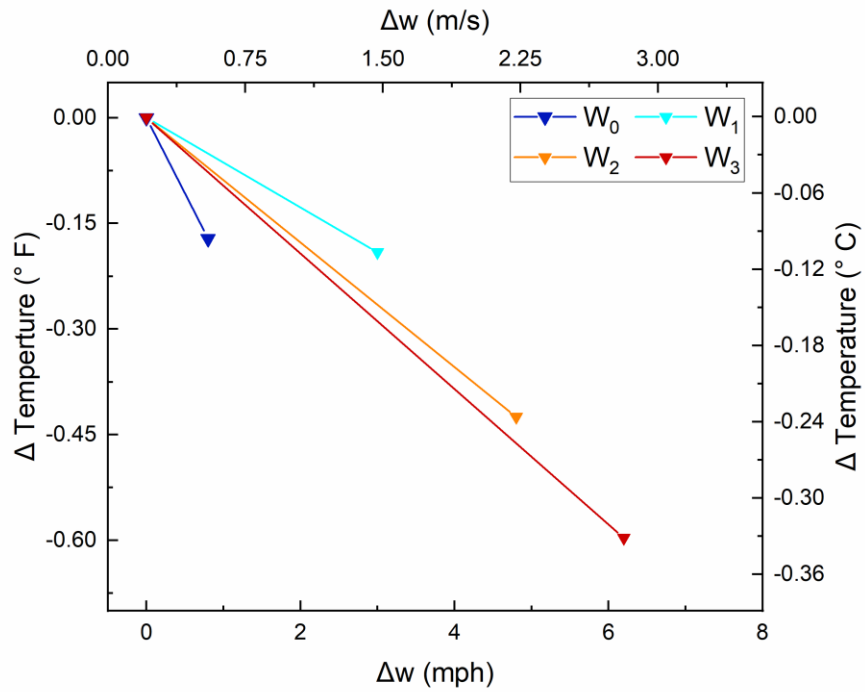 Δw (m/s)
0.00 0.75 1.50 2.25 3.00
W₀ W₁
W₂ W₃
Δ Temperture (° F)
0.00
-0.15
-0.30
-0.45
-0.60
0.00
-0.06
-0.12
-0.18
-0.24
-0.30
-0.36
Δ Temperature (° C)
0 2 4 6 8
Δw (mph)